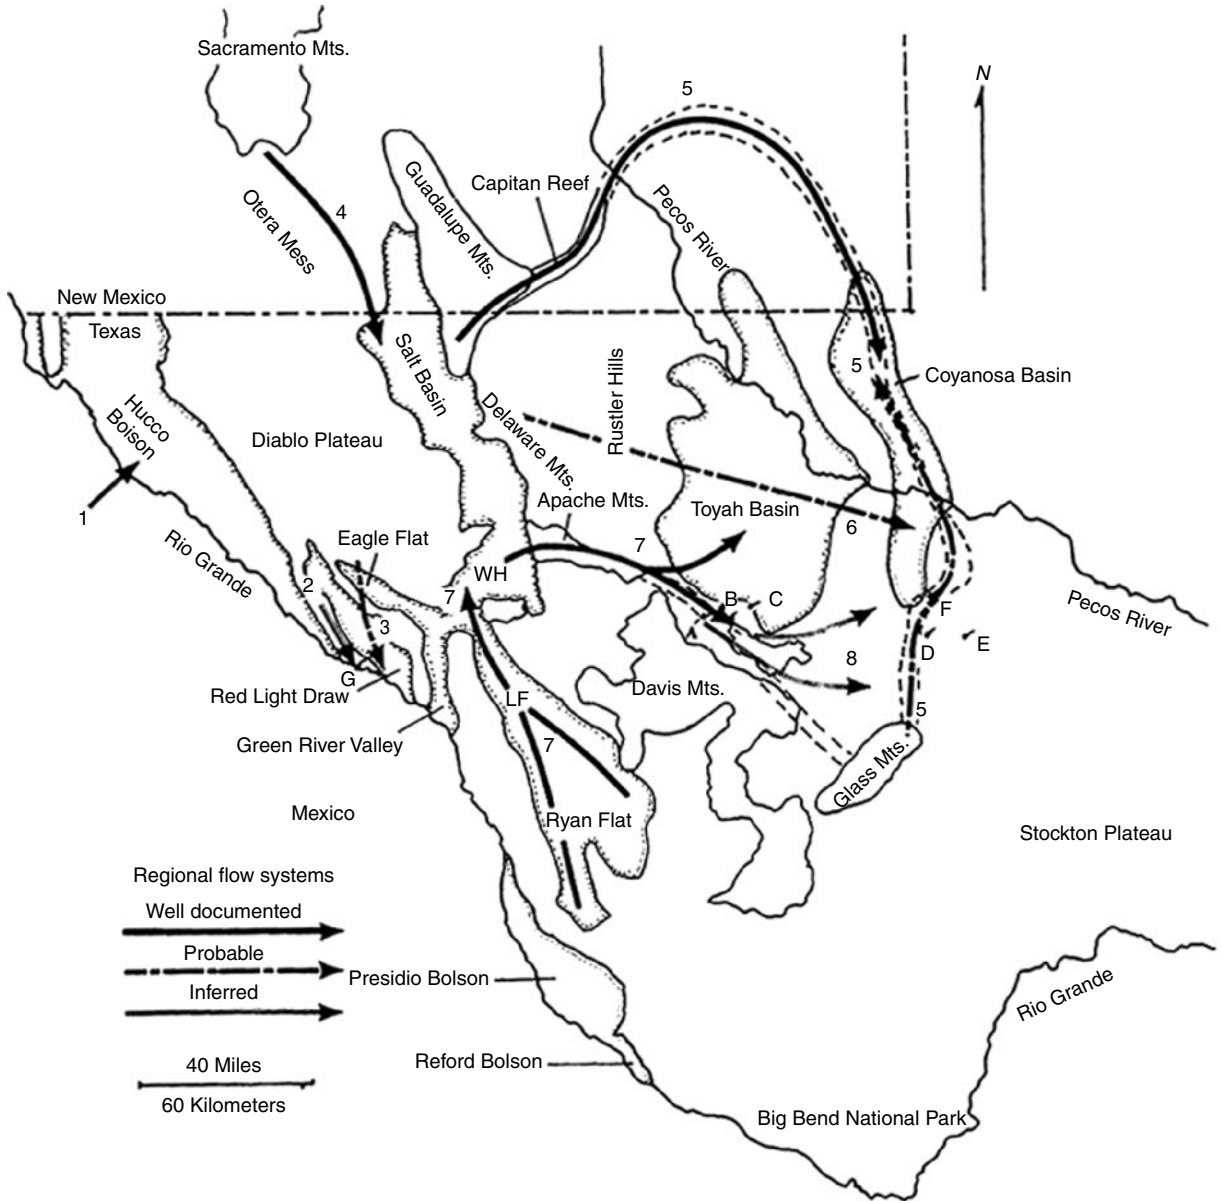 Sacramento Mts.
5
N
Capitan Reef
Guadalupe Mts.
Pecos River
4
Otera Mess
New Mexico
Texas
Salt Basin
5
Coyanosa Basin
Rustler Hills
Hucco
Boison
Diablo Plateau
Delaware Mts.
Apache Mts.
Toyah Basin
1
6
Eagle Flat
7
Rio Grande
WH
2
7
B
C
F
Pecos River
3
D
E
G
8
Red Light Draw
LF
Davis Mts.
5
Green River Valley
7
Glass Mts.
Mexico
Ryan Flat
Stockton Plateau
Regional flow systems
Well documented
Probable
Presidio Bolson
Inferred
Rio Grande
40 Miles
Reford Bolson
60 Kilometers
Big Bend National Park